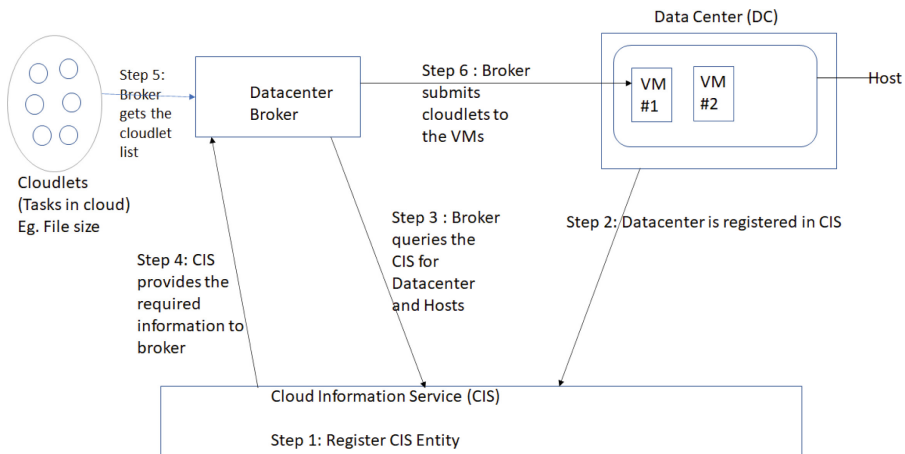 Data Center (DC)
Step 5:
Broker
gets the
cloudlet
list
Datacenter
Broker
Step 6 : Broker
submits
cloudlets to
the VMs
VM
#1
VM
#2
Host
Cloudlets
(Tasks in cloud)
Eg. File size
Step 4: CIS
provides the
required
information to
broker
Step 3 : Broker
queries the
CIS for
Datacenter
and Hosts
Step 2: Datacenter is registered in CIS
Cloud Information Service (CIS)
Step 1: Register CIS Entity